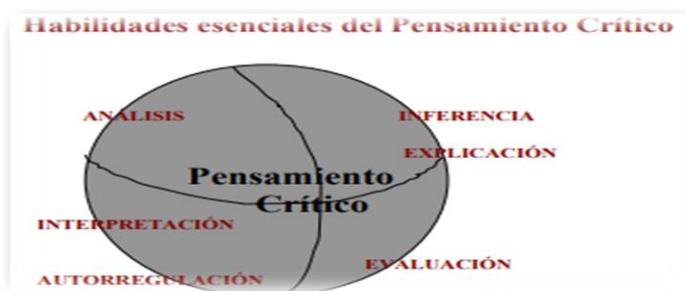 Habilidades esenciales del Pensamiento Crítico
ANÁLISIS
INFERENCIA
EXPLICACIÓN
Pensamiento
Crítico
INTERPRETACIÓN
EVALUACIÓN
AUTORREGULACIÓN